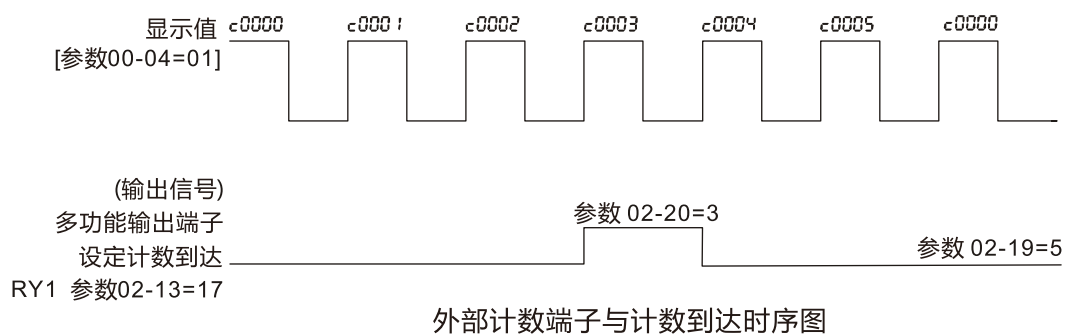 显示值 c0000 c0001 c0002 c0003 c0004 c0005 c0000
[参数00-04=01]
(输出信号)
多功能输出端子 参数 02-20=3
设定计数到达 参数 02-19=5
RY1 参数02-13=17
外部计数端子与计数到达时序图